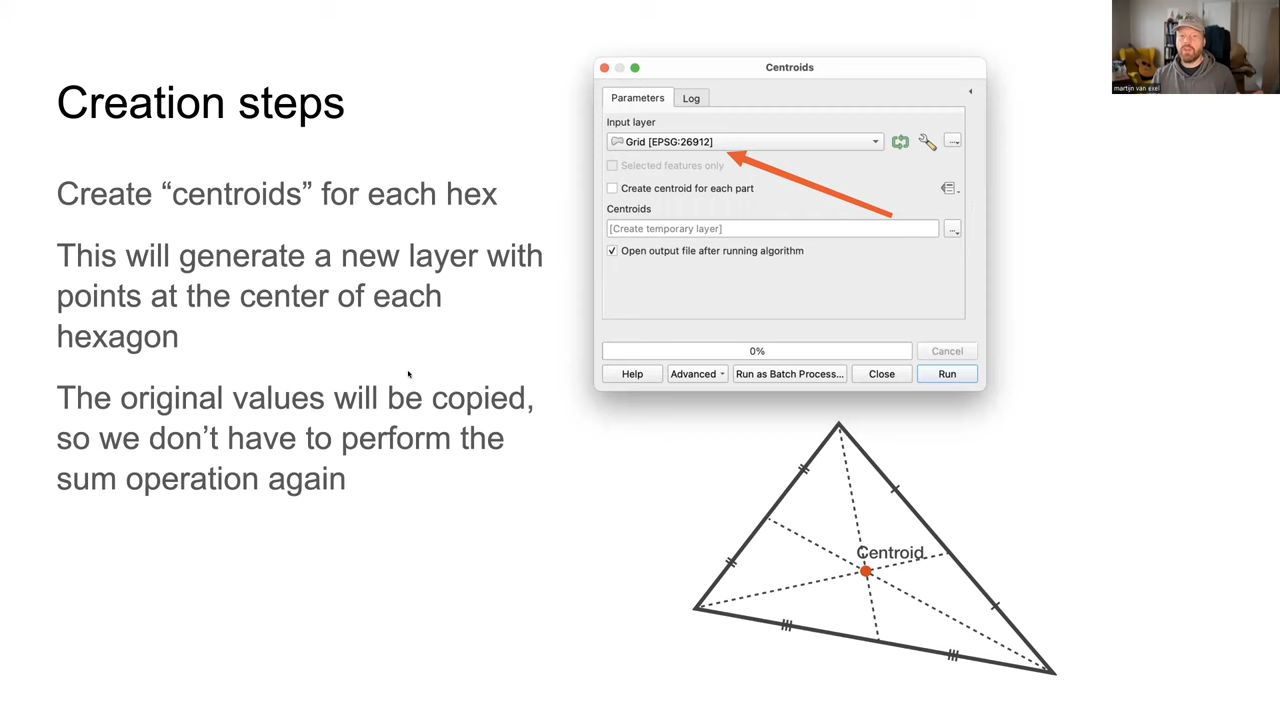 Creation steps
Create “centroids” for each hex
This will generate a new layer with
points at the center of each
hexagon
The original values will be copied,
so we don’t have to perform the
sum operation again
Centroids
Parameters
Log
Input layer
Grid [EPSG:26912]
Selected features only
Create centroid for each part
Centroids
[Create temporary layer]
Open output file after running algorithm
0%
Cancel
Help
Advanced
Run as Batch Process...
Close
Run
Centroid
martijn van exel